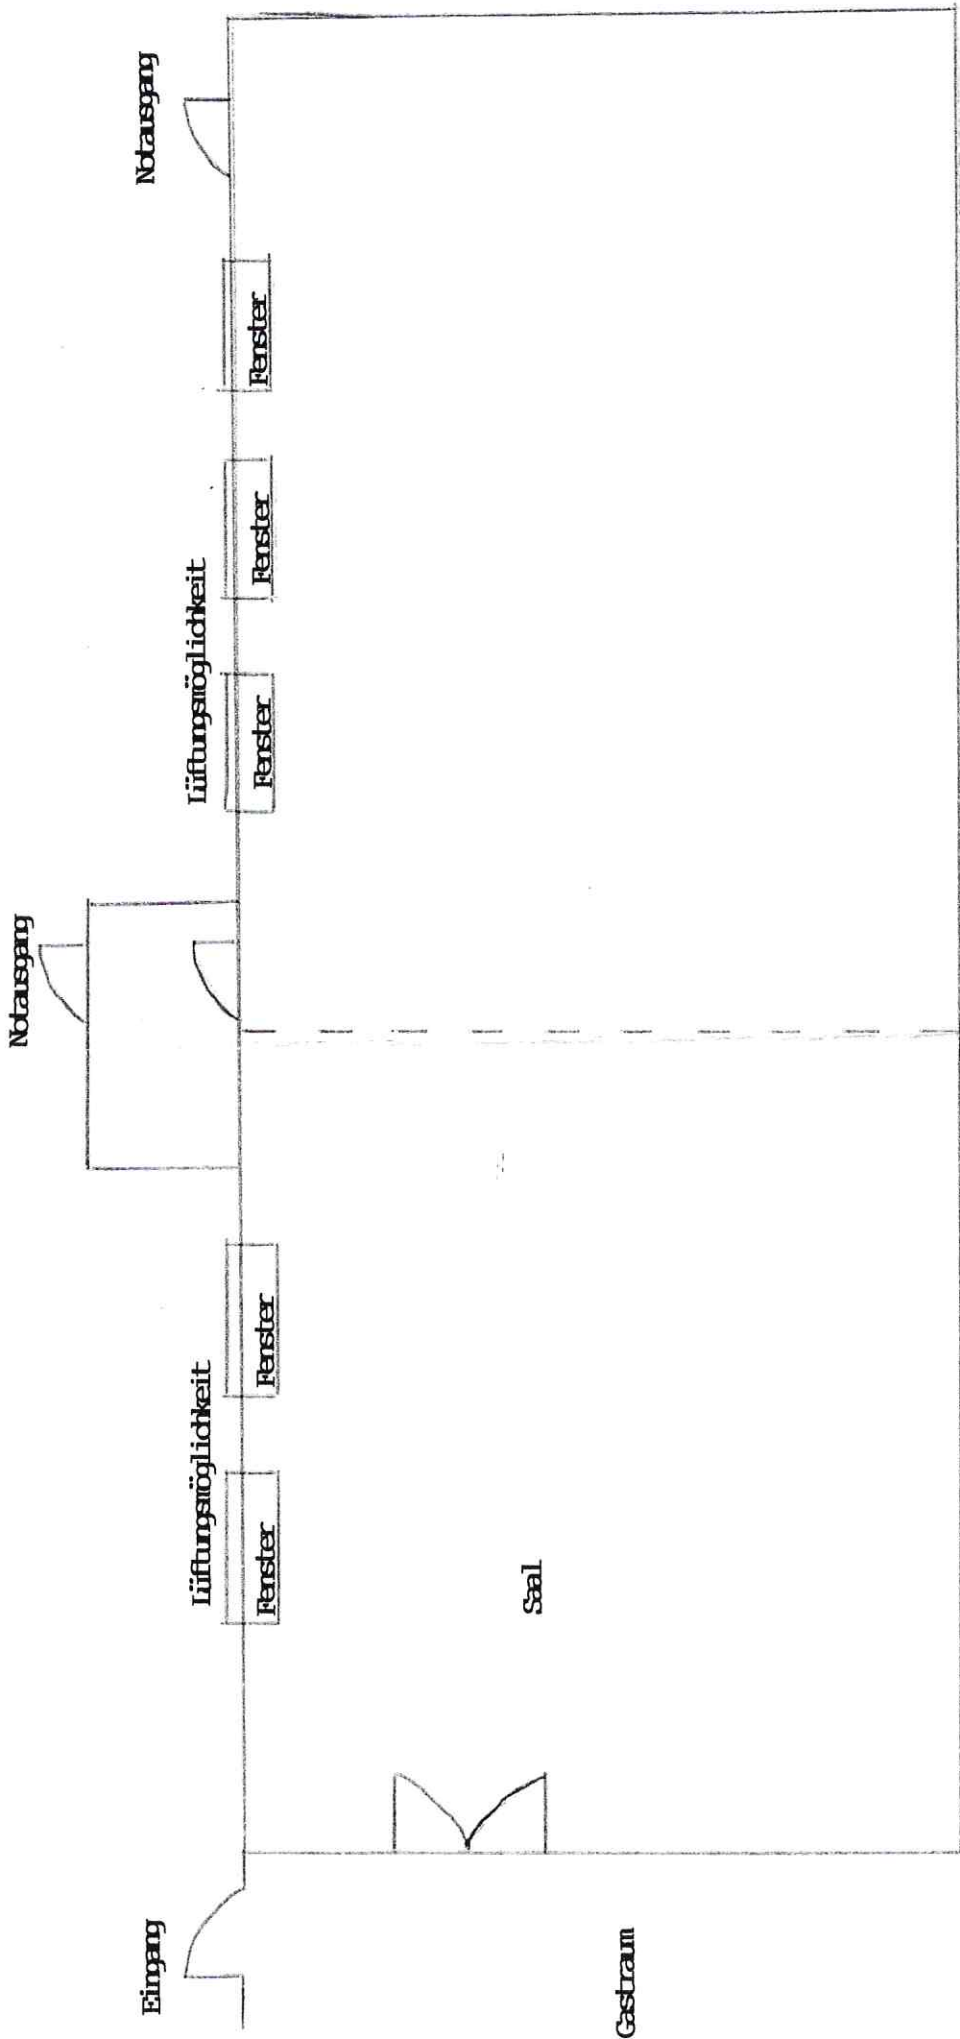 Notausgang
Notausgang
Eingang
Lüftungsmöglichkeit
Lüftungsmöglichkeit
Fenster
Fenster
Fenster
Fenster
Fenster
Saal
Gastraum